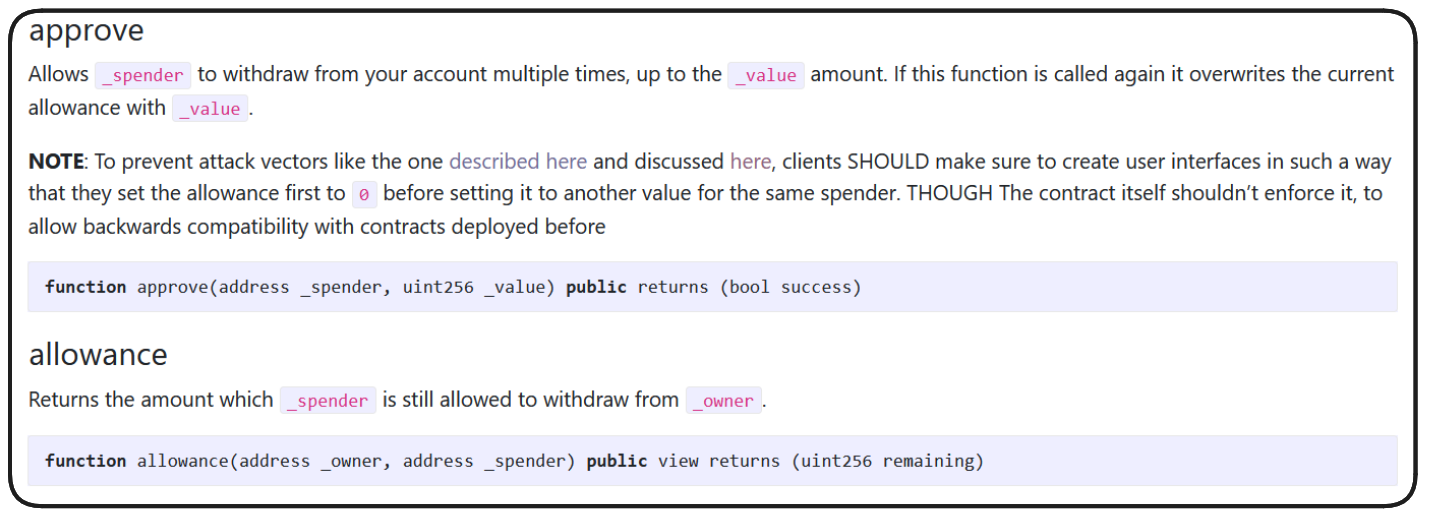 approve
Allows _spender to withdraw from your account multiple times, up to the _value amount. If this function is called again it overwrites the current
allowance with _value.
NOTE: To prevent attack vectors like the one described here and discussed here, clients SHOULD make sure to create user interfaces in such a way
that they set the allowance first to 0 before setting it to another value for the same spender. THOUGH The contract itself shouldn’t enforce it, to
allow backwards compatibility with contracts deployed before
function approve(address _spender, uint256 _value) public returns (bool success)
allowance
Returns the amount which _spender is still allowed to withdraw from _owner.
function allowance(address _owner, address _spender) public view returns (uint256 remaining)